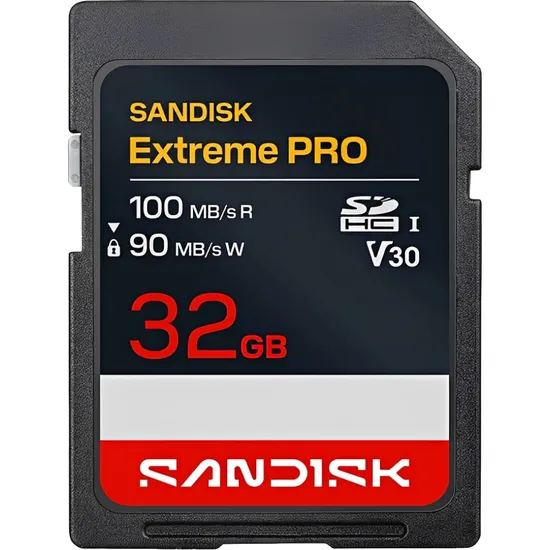 SANDISK
Extreme PRO
100 MB/s R
90 MB/s W
SD HC I
V30
32GB
SANDISK